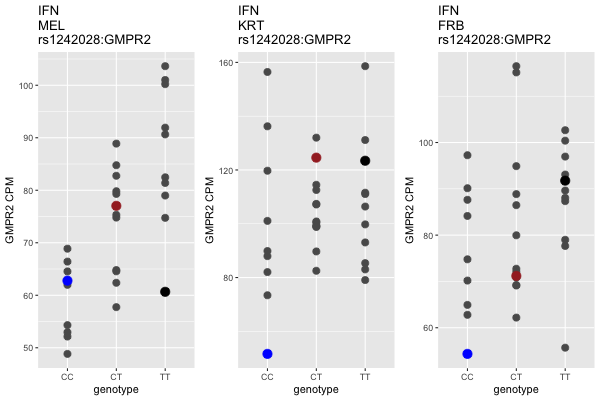 IFN
MEL
rs1242028:GMPR2
100
90
80
70
60
50
GMPR2 CPM
CC
CT
TT
genotype
IFN
KRT
rs1242028:GMPR2
160
120
80
GMPR2 CPM
CC
CT
TT
genotype
IFN
FRB
rs1242028:GMPR2
100
80
60
GMPR2 CPM
CC
CT
TT
genotype